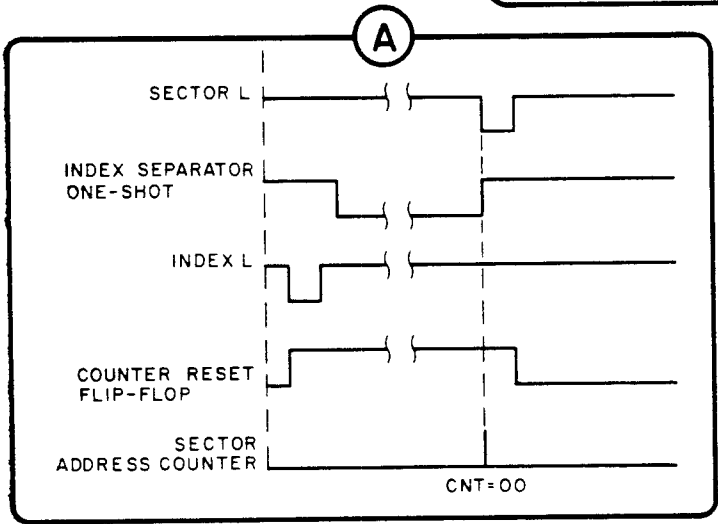 A
SECTOR L
INDEX SEPARATOR
ONE-SHOT
INDEX L
COUNTER RESET
FLIP-FLOP
SECTOR
ADDRESS COUNTER
CNT=00